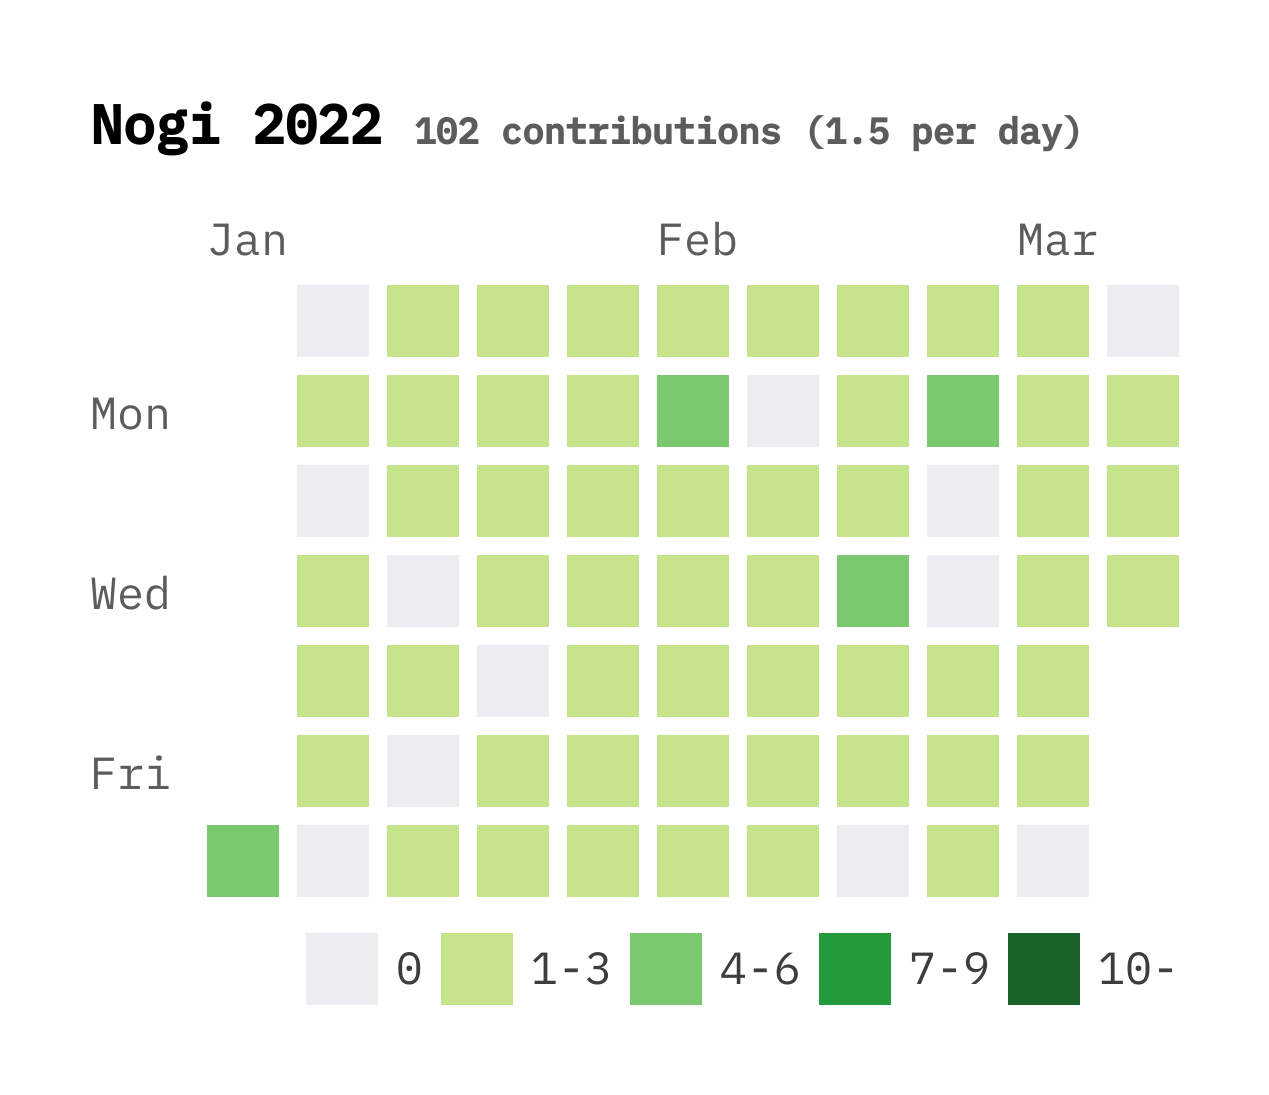 Nogi 2022 102 contributions (1.5 per day)
Jan Feb Mar
Mon
Wed
Fri
0 1-3 4-6 7-9 10-